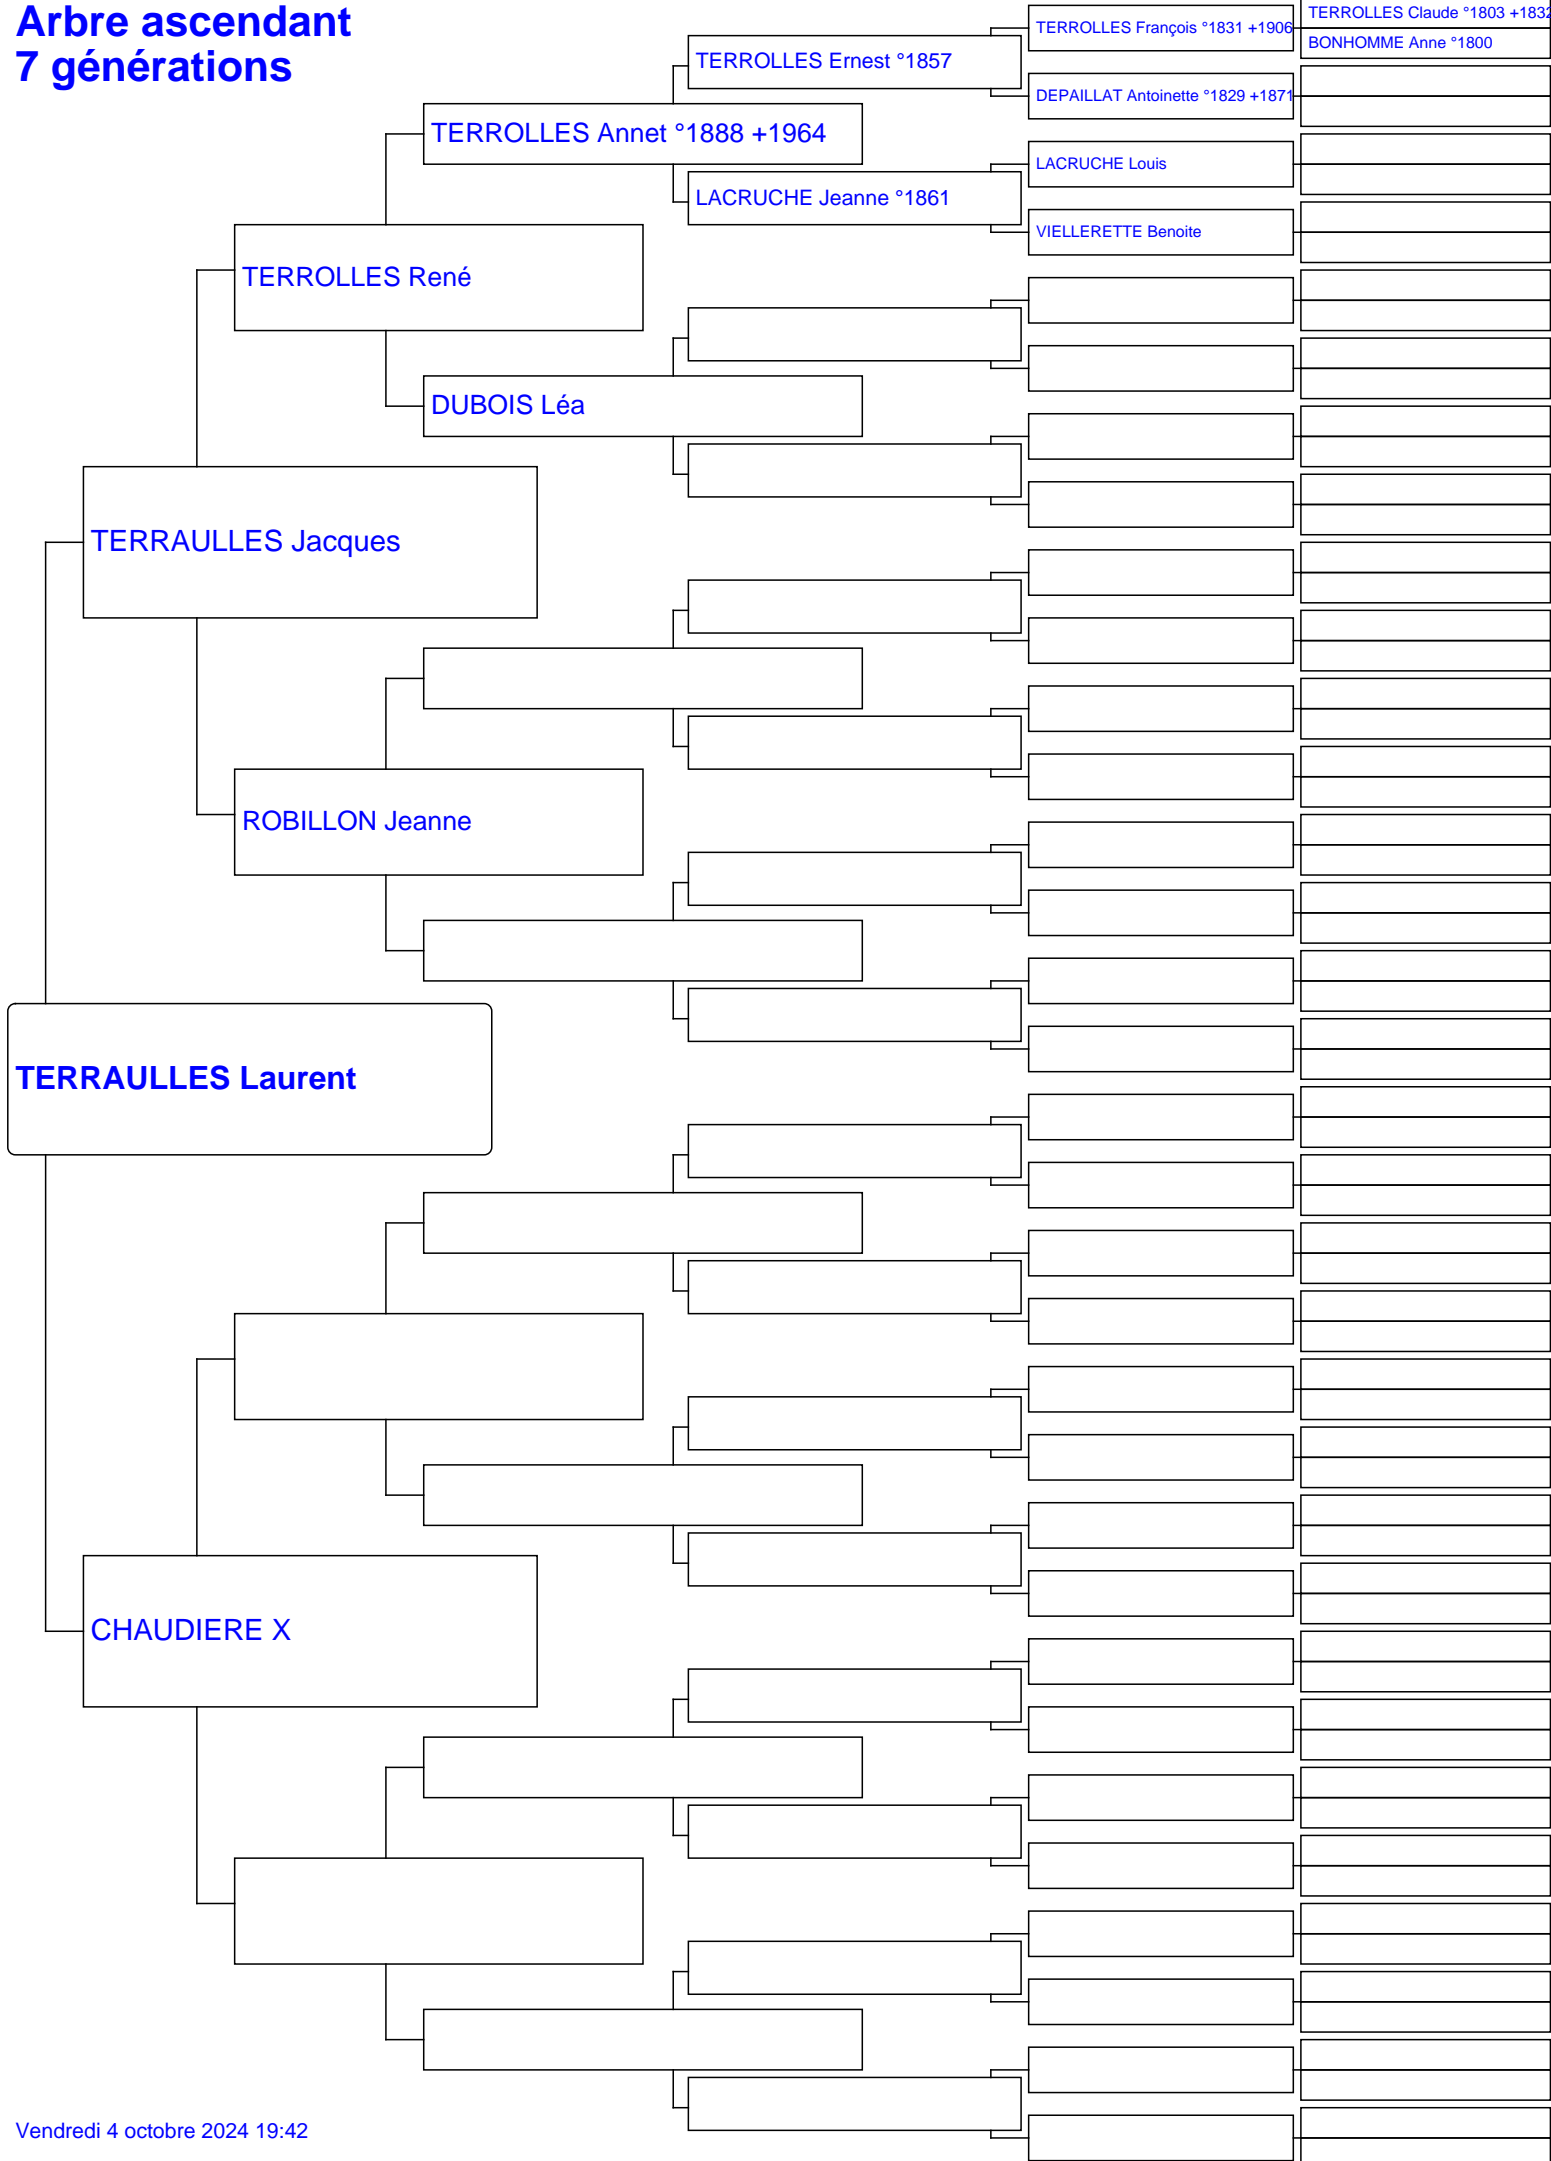 Arbre ascendant
7 générations
TERROLLES Claude °1803 +1832
TERROLLES François °1831 +1906
BONHOMME Anne °1800
TERROLLES Ernest °1857
DEPAILLAT Antoinette °1829 +1871
TERROLLES Annet °1888 +1964
LACRUCHE Louis
LACRUCHE Jeanne °1861
VIELLERETTE Benoite
TERROLLES René
DUBOIS Léa
TERRAULLES Jacques
ROBILLON Jeanne
TERRAULLES Laurent
CHAUDIERE X
Vendredi 4 octobre 2024 19:42